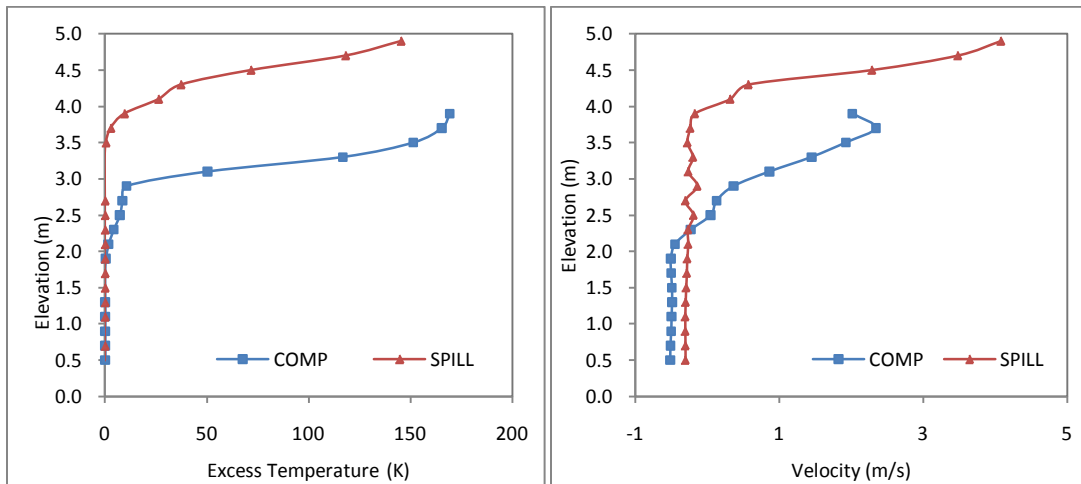 5.0
4.5
4.0
3.5
3.0
2.5
2.0
1.5
1.0
0.5
0.0
Elevation (m)
COMP SPILL
0 50 100 150 200
Excess Temperature (K)
5.0
4.5
4.0
3.5
3.0
2.5
2.0
1.5
1.0
0.5
0.0
Elevation (m)
COMP SPILL
-1 1 3 5
Velocity (m/s)